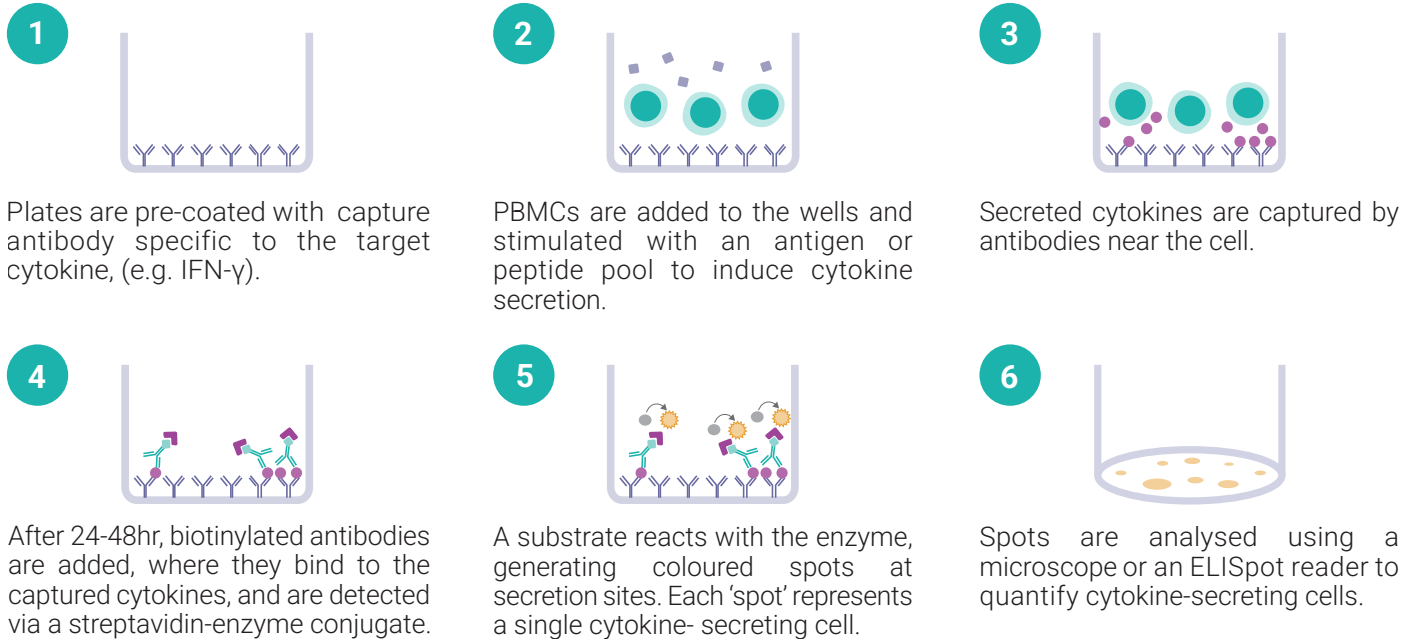 1
Plates are pre-coated with capture
antibody specific to the target
cytokine, (e.g. IFN-γ).
2
PBMCs are added to the wells and
stimulated with an antigen or
peptide pool to induce cytokine
secretion.
3
Secreted cytokines are captured by
antibodies near the cell.
4
After 24-48hr, biotinylated antibodies
are added, where they bind to the
captured cytokines, and are detected
via a streptavidin-enzyme conjugate.
5
A substrate reacts with the enzyme,
generating coloured spots at
secretion sites. Each ‘spot’ represents
a single cytokine- secreting cell.
6
Spots are analysed using a
microscope or an ELISpot reader to
quantify cytokine-secreting cells.